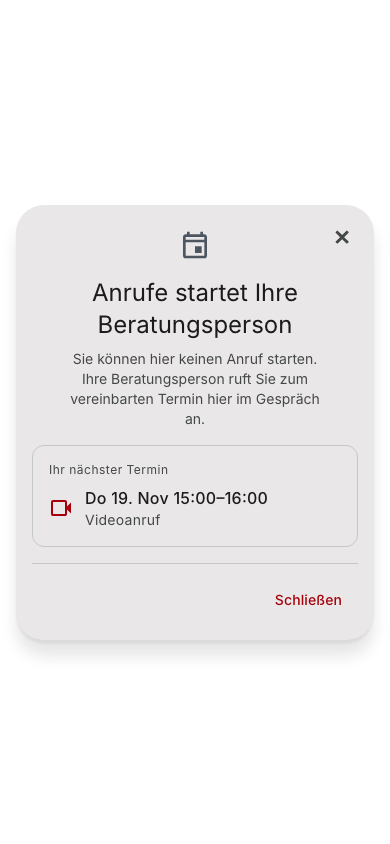 Anrufe startet Ihre
Beratungsperson
Sie können hier keinen Anruf starten.
Ihre Beratungsperson ruft Sie zum
vereinbarten Termin hier im Gespräch
an.
Ihr nächster Termin
Do 19. Nov 15:00–16:00
Videoanruf
Schließen